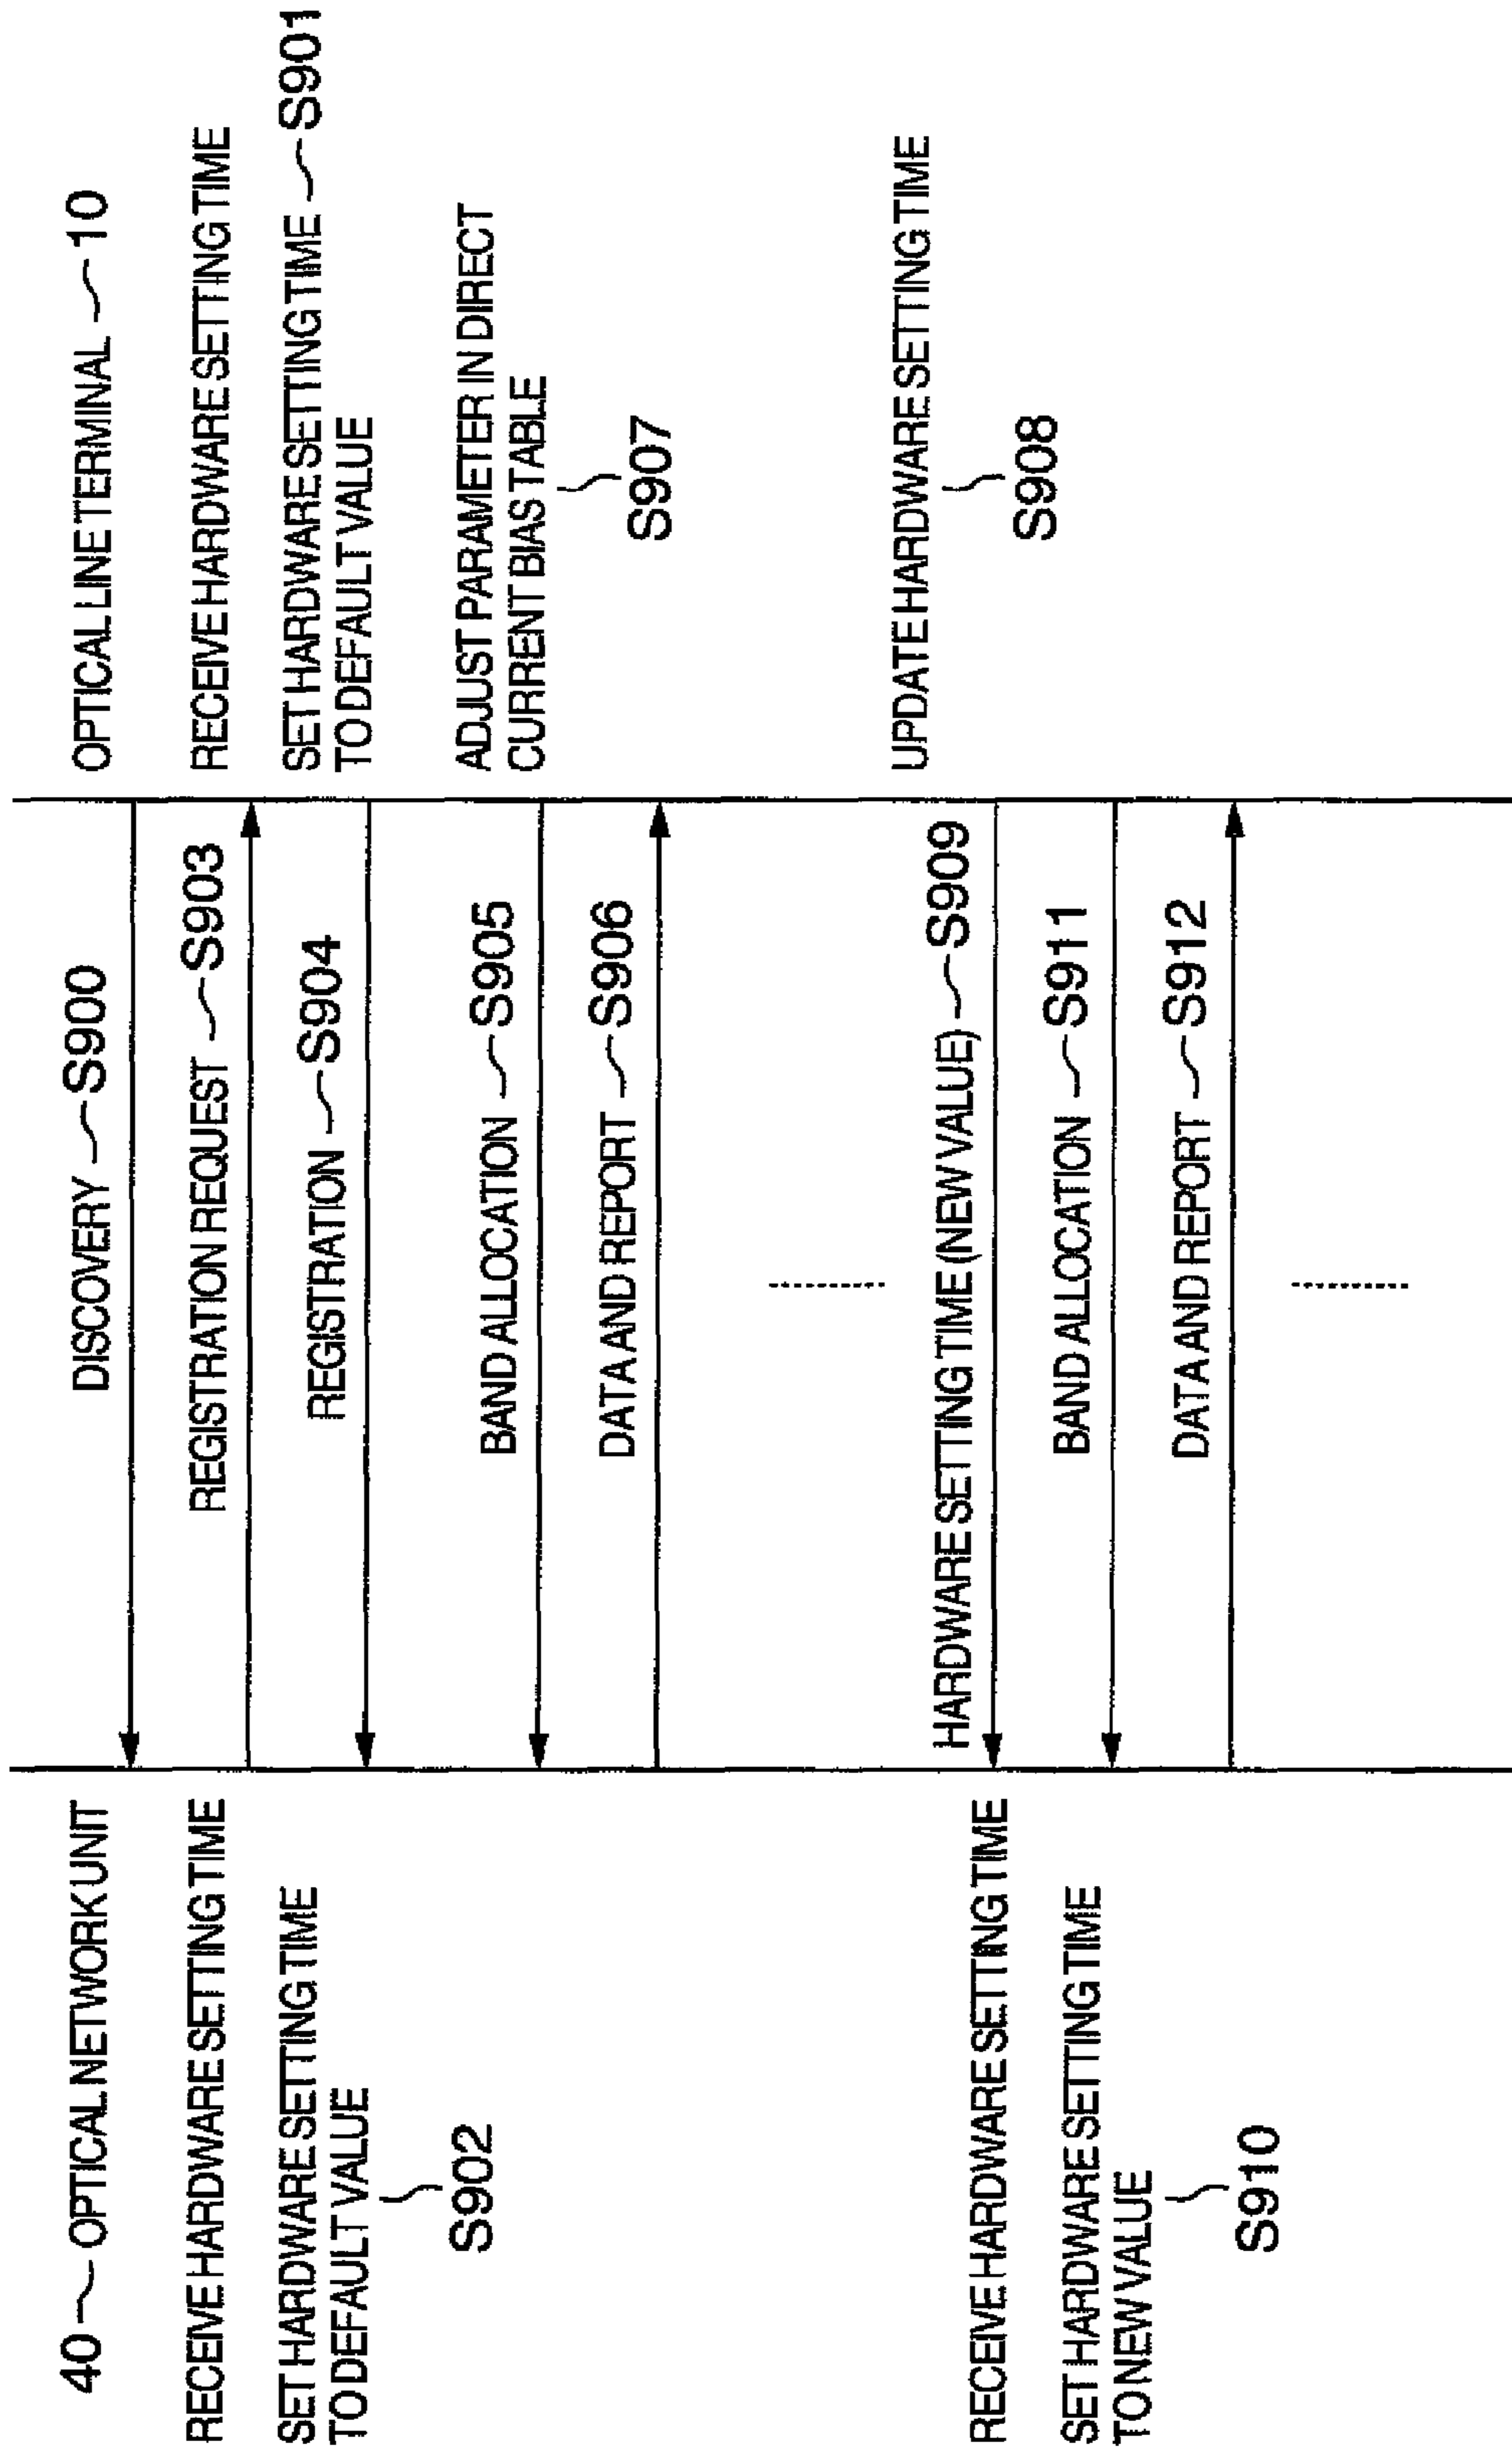 40 OPTICAL NETWORK UNIT
OPTICAL LINE TERMINAL 10
DISCOVERY S900
RECEIVE HARDWARE SETTING TIME
REGISTRATION REQUEST S903
RECEIVE HARDWARE SETTING TIME
SET HARDWARE SETTING TIME
TO DEFAULT VALUE
S902
REGISTRATION S904
SET HARDWARE SETTING TIME S901
TO DEFAULT VALUE
BAND ALLOCATION S905
ADJUST PARAMETER IN DIRECT
CURRENT BIAS TABLE
S907
DATA AND REPORT S906
HARDWARE SETTING TIME (NEW VALUE) S909
UPDATE HARDWARE SETTING TIME
S908
RECEIVE HARDWARE SETTING TIME
SET HARDWARE SETTING TIME
TO NEW VALUE
S910
BAND ALLOCATION S911
DATA AND REPORT S912